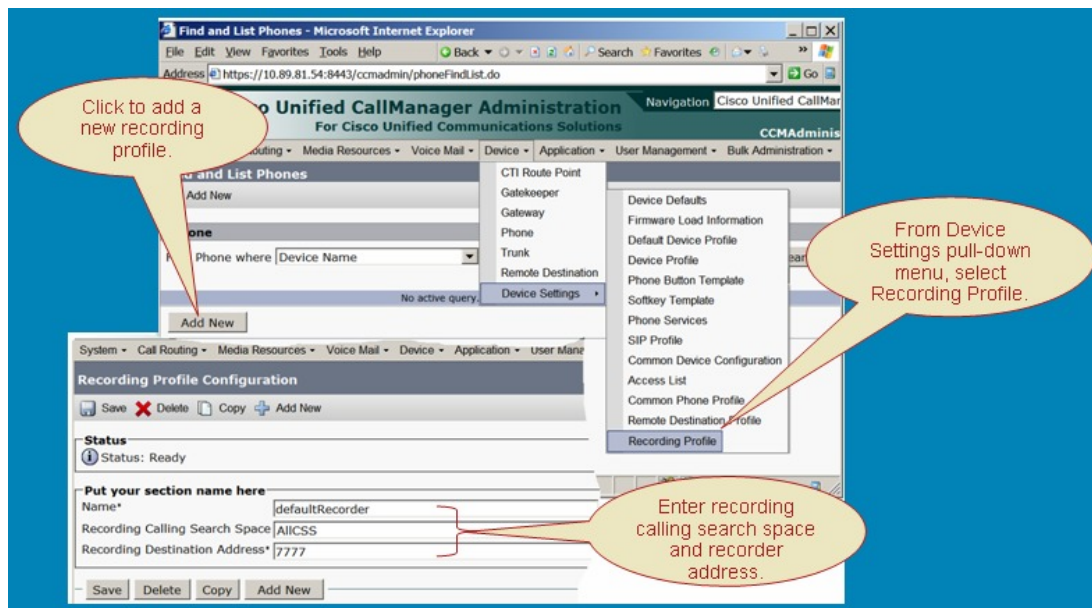 Find and List Phones - Microsoft Internet Explorer
File Edit View Favorites Tools Help
Back
Search
Favorites
Address https://10.89.81.54:8443/ccmadmin/phoneFindList.do
Go
Unified CallManager Administration
Navigation Cisco Unified CallMar
For Cisco Unified Communications Solutions
CCMAdminis
Media Resources Voice Mail Device Application User Management Bulk Administration
and List Phones
Add New
Phone where Device Name
No active query.
Add New
CTI Route Point
Gatekeeper
Gateway
Phone
Trunk
Remote Destination
Device Settings
Device Defaults
Firmware Load Information
Default Device Profile
Device Profile
Phone Button Template
Softkey Template
Phone Services
SIP Profile
Common Device Configuration
Access List
Common Phone Profile
Remote Destination Profile
Recording Profile
Click to add a
new recording
profile.
From Device
Settings pull-down
menu, select
Recording Profile.
System Call Routing Media Resources Voice Mail Device Application User Mana
Recording Profile Configuration
Save Delete Copy Add New
Status
Status: Ready
Put your section name here
Name* defaultRecorder
Recording Calling Search Space AllCSS
Recording Destination Address* 7777
Save Delete Copy Add New
Enter recording
calling search space
and recorder
address.